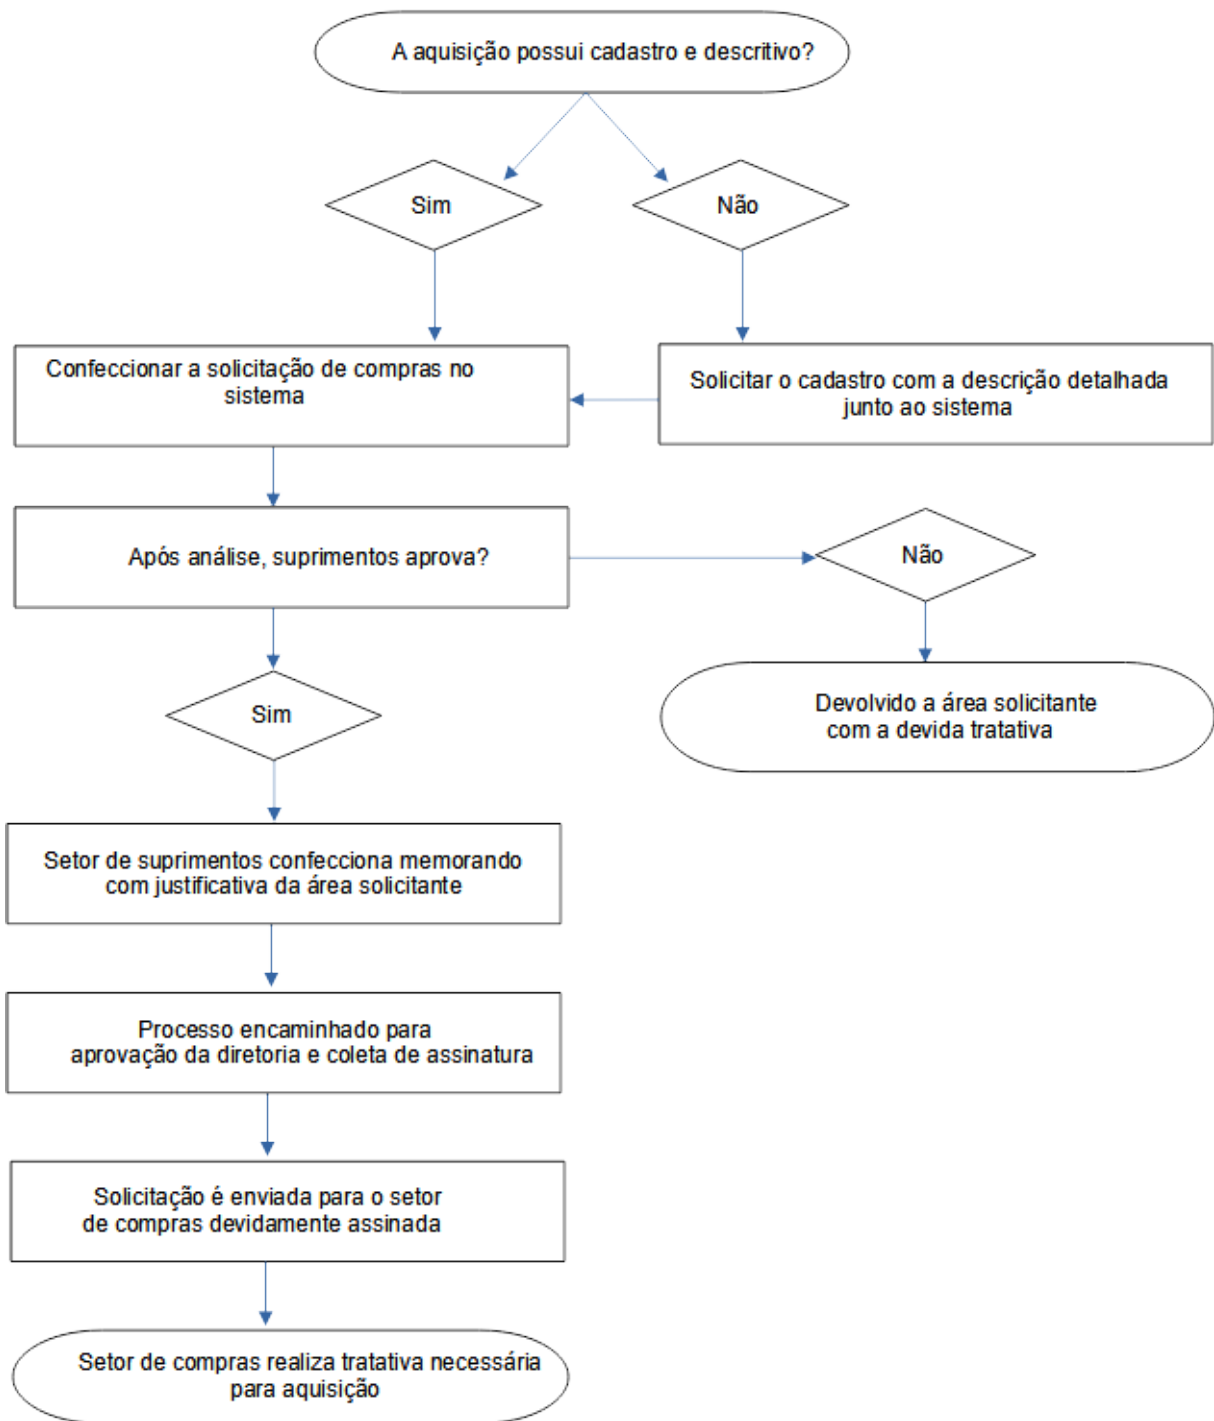 A aquisição possui cadastro e descritivo?
Sim
Não
Confeccionar a solicitação de compras no
sistema
Solicitar o cadastro com a descrição detalhada
junto ao sistema
Após análise, suprimentos aprova?
Não
Sim
Devolvido a área solicitante
com a devida tratativa
Setor de suprimentos confecciona memorando
com justificativa da área solicitante
Processo encaminhado para
aprovação da diretoria e coleta de assinatura
Solicitação é enviada para o setor
de compras devidamente assinada
Setor de compras realiza tratativa necessária
para aquisição